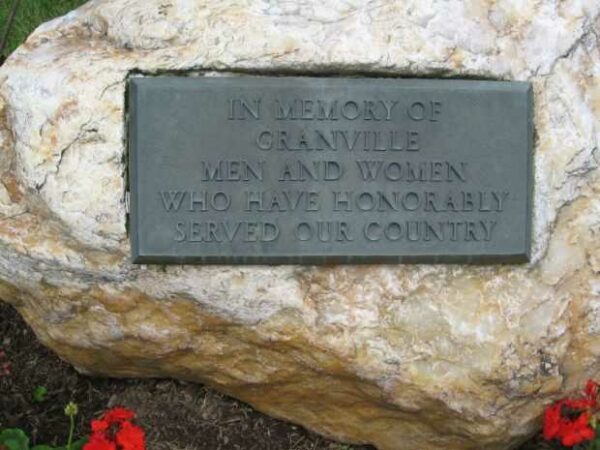 IN MEMORY OF
GRANVILLE
MEN AND WOMEN
WHO HAVE HONORABLY
SERVED OUR COUNTRY